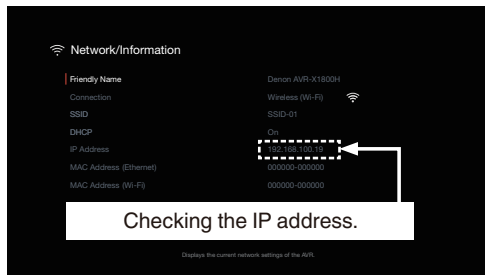 Network/Information
Friendly Name Denon AVR-X1800H
Connection Wireless (Wi-Fi)
SSID SSID-01
DHCP On
IP Address 192.168.100.19
MAC Address (Ethernet) 000000-000000
MAC Address (Wi-Fi) 000000-000000
Checking the IP address.
Displays the current network settings of the AVR.